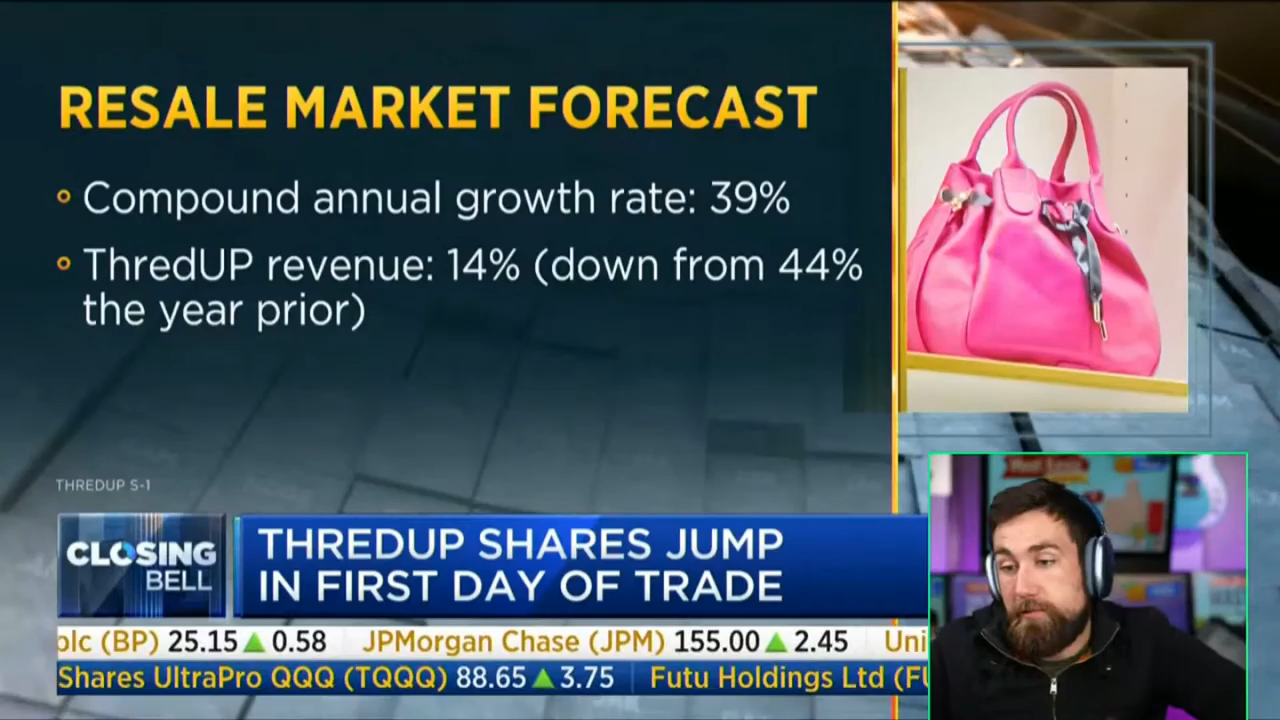 RESALE MARKET FORECAST
Compound annual growth rate: 39%
ThredUP revenue: 14% (down from 44%
the year prior)
THREDUP S-1
CLOSING
BELL
THREDUP SHARES JUMP
IN FIRST DAY OF TRADE
plc (BP) 25.15 ▲ 0.58 JPMorgan Chase (JPM) 155.00 ▲ 2.45 Uni
Shares UltraPro QQQ (TQQQ) 88.65 ▲ 3.75 Futu Holdings Ltd (FU